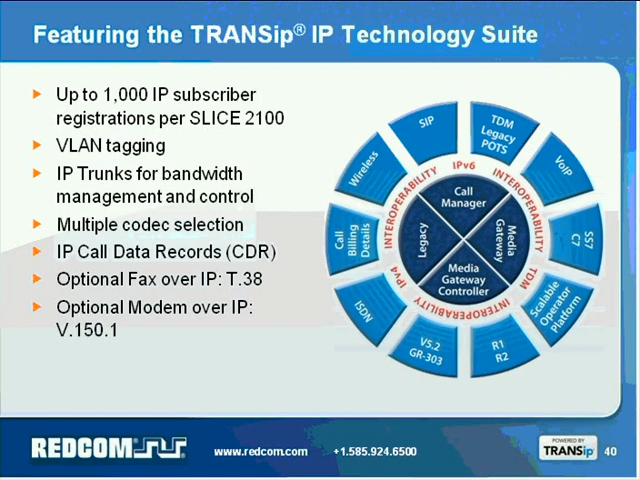 Featuring the TRANSip® IP Technology Suite
Up to 1,000 IP subscriber
registrations per SLICE 2100
VLAN tagging
IP Trunks for bandwidth
management and control
Multiple codec selection
IP Call Data Records (CDR)
Optional Fax over IP: T.38
Optional Modem over IP:
V.150.1
SIP
TDM
Legacy
POTS
VoIP
SS7
C7
Scalable
Operator
Platform
R1
R2
V5.2
GR-303
ISDN
Call
Billing
Details
Wireless
IPv6
INTEROPERABILITY
TDM
INTEROPERABILITY
IPv4
INTEROPERABILITY
Call
Manager
Media
Gateway
Media
Gateway
Controller
Legacy
REDCOM
www.redcom.com
+1.585.924.6500
POWERED BY
TRANSip
40